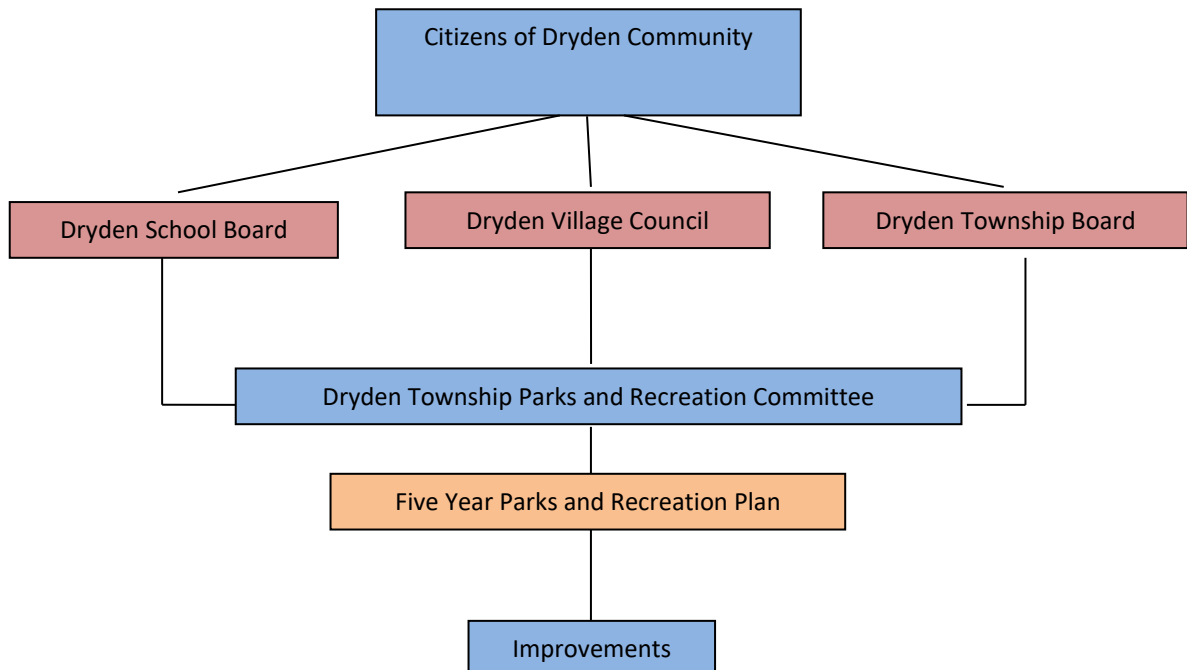 Citizens of Dryden Community
Dryden School Board
Dryden Village Council
Dryden Township Board
Dryden Township Parks and Recreation Committee
Five Year Parks and Recreation Plan
Improvements